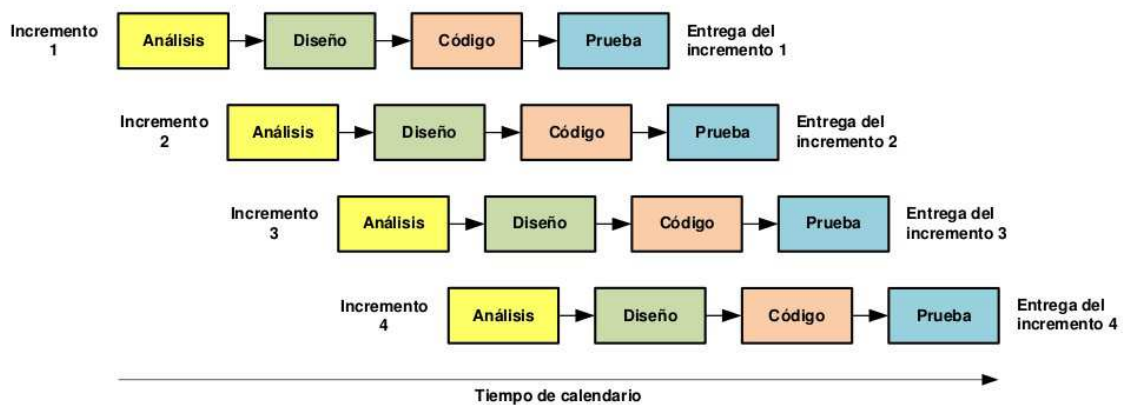 Incremento
1
Análisis
Diseño
Código
Prueba
Entrega del
incremento 1
Incremento
2
Análisis
Diseño
Código
Prueba
Entrega del
incremento 2
Incremento
3
Análisis
Diseño
Código
Prueba
Entrega del
incremento 3
Incremento
4
Análisis
Diseño
Código
Prueba
Entrega del
incremento 4
Tiempo de calendario